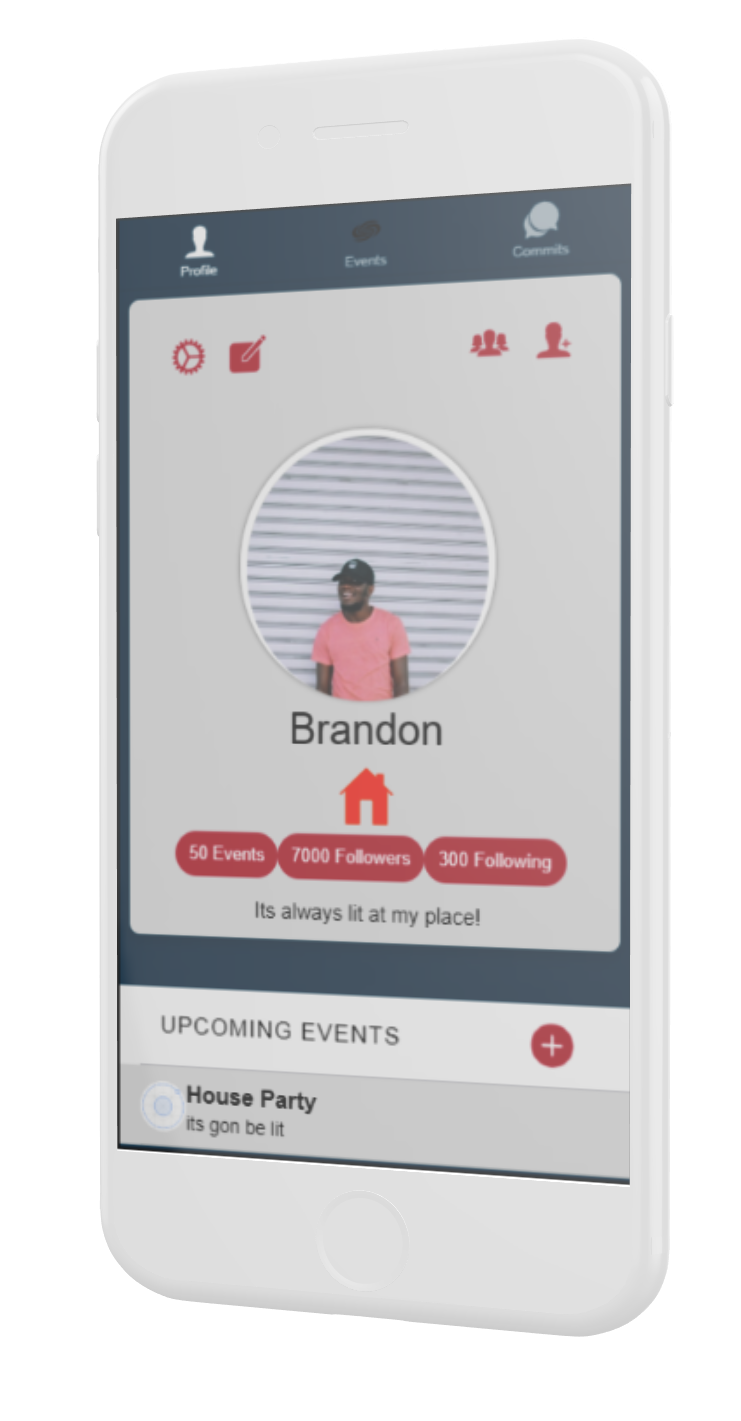 Profile
Events
Commits
Brandon
50 Events
7000 Followers
300 Following
Its always lit at my place!
UPCOMING EVENTS
House Party
its gon be lit